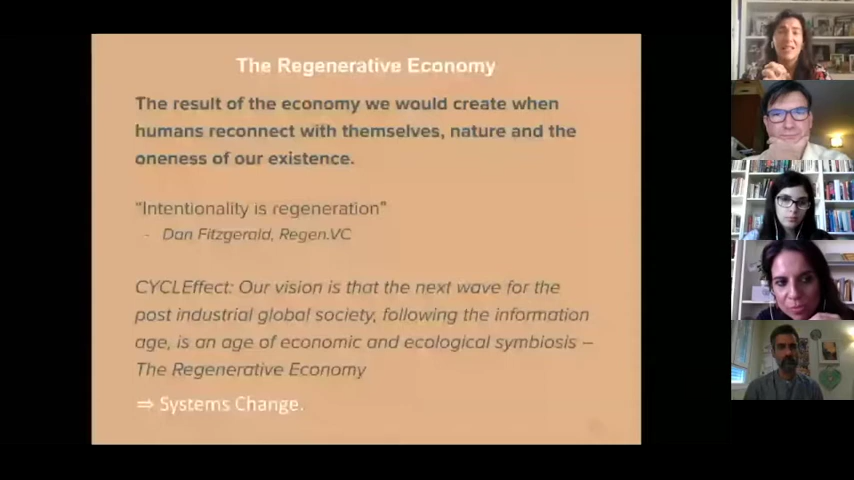 The Regenerative Economy
The result of the economy we would create when
humans reconnect with themselves, nature and the
oneness of our existence.
"Intentionality is regeneration"
- Dan Fitzgerald, Regen.VC
CYCLEffect: Our vision is that the next wave for the
post industrial global society, following the information
age, is an age of economic and ecological symbiosis –
The Regenerative Economy
⇒ Systems Change.